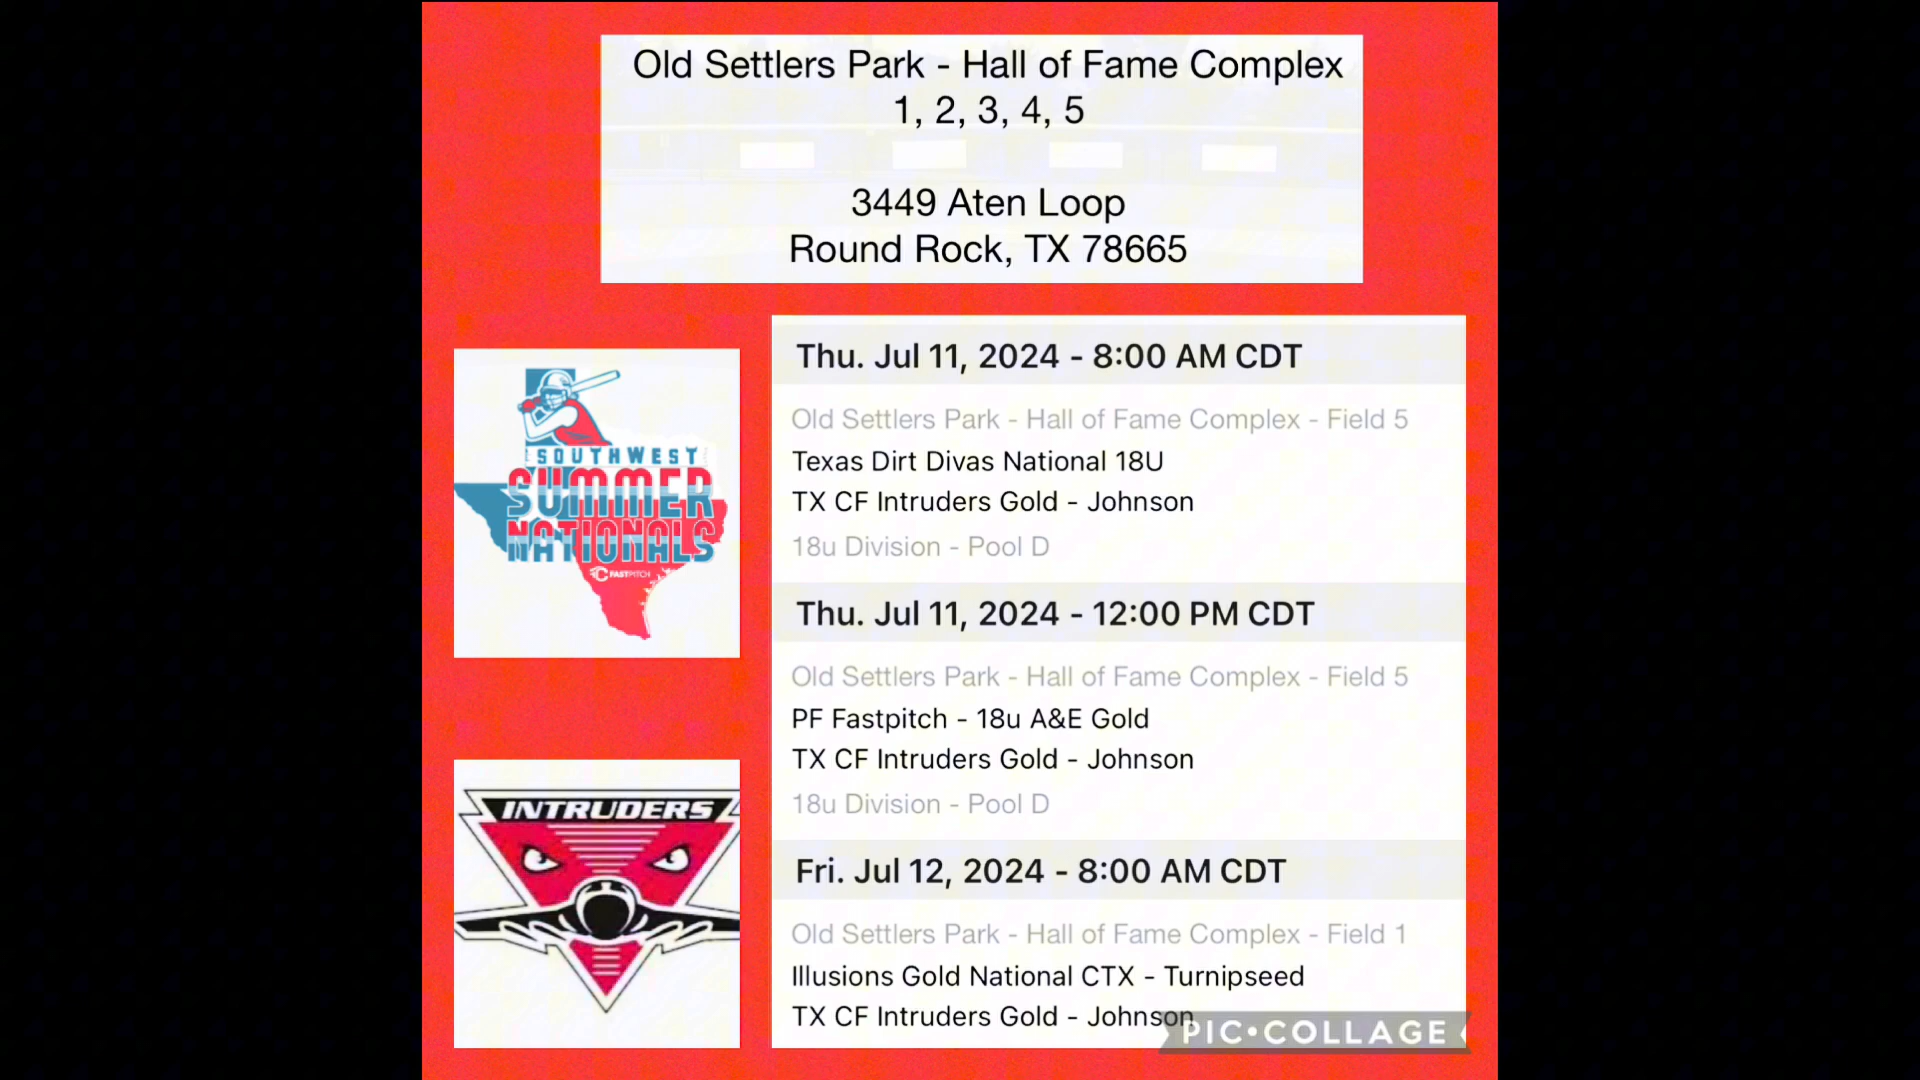 Old Settlers Park - Hall of Fame Complex
1, 2, 3, 4, 5
3449 Aten Loop
Round Rock, TX 78665
SOUTHWEST
SUMMER
NATIONALS
FASTPITCH
INTRUDERS
Thu. Jul 11, 2024 - 8:00 AM CDT
Old Settlers Park - Hall of Fame Complex - Field 5
Texas Dirt Divas National 18U
TX CF Intruders Gold - Johnson
18u Division - Pool D
Thu. Jul 11, 2024 - 12:00 PM CDT
Old Settlers Park - Hall of Fame Complex - Field 5
PF Fastpitch - 18u A&E Gold
TX CF Intruders Gold - Johnson
18u Division - Pool D
Fri. Jul 12, 2024 - 8:00 AM CDT
Old Settlers Park - Hall of Fame Complex - Field 1
Illusions Gold National CTX - Turnipseed
TX CF Intruders Gold - Johnson
PIC•COLLAGE